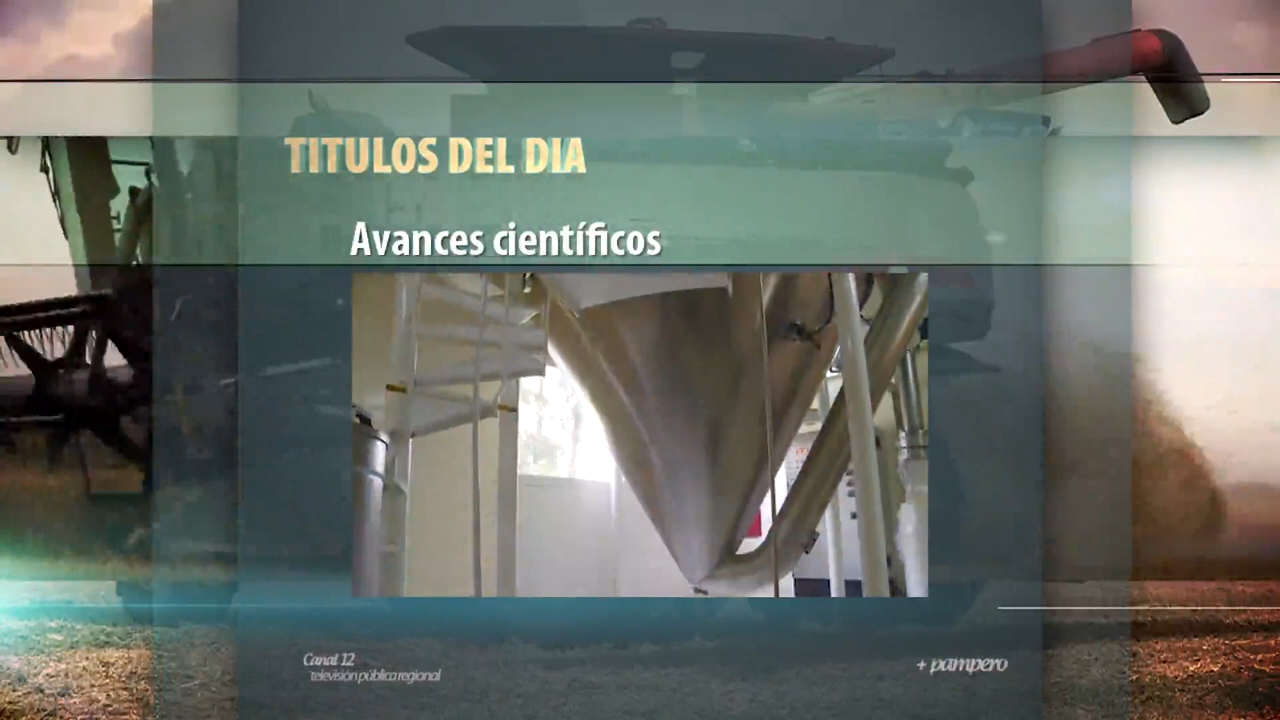 TITULOS DEL DIA
Avances científicos
Canal 12
televisión pública regional
+ pampero